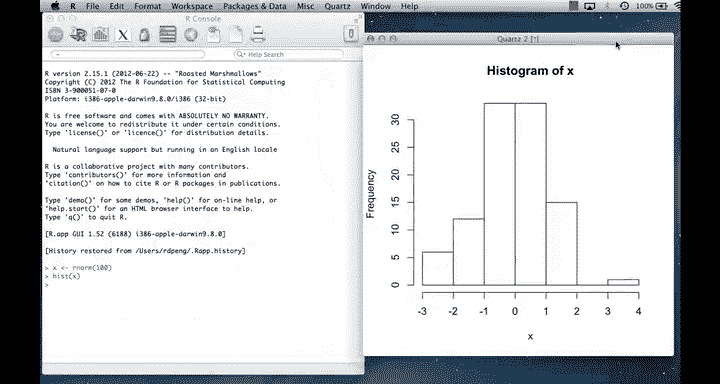 R File Edit Format Workspace Packages & Data Misc Quartz Window Help 100%
R Console
Help Search
R version 2.15.1 (2012-06-22) -- "Roasted Marshmallows"
Copyright (C) 2012 The R Foundation for Statistical Computing
ISBN 3-900051-07-0
Platform: i386-apple-darwin9.8.0/i386 (32-bit)
R is free software and comes with ABSOLUTELY NO WARRANTY.
You are welcome to redistribute it under certain conditions.
Type 'license()' or 'licence()' for distribution details.
Natural language support but running in an English locale
R is a collaborative project with many contributors.
Type 'contributors()' for more information and
'citation()' on how to cite R or R packages in publications.
Type 'demo()' for some demos, 'help()' for on-line help, or
'help.start()' for an HTML browser interface to help.
Type 'q()' to quit R.
[R.app GUI 1.52 (6188) i386-apple-darwin9.8.0]
[History restored from /Users/rdpeng/.Rapp.history]
> x <- rnorm(100)
> hist(x)
>
Quartz 2 [*]
Histogram of x
Frequency
30
25
20
15
10
5
0
-3 -2 -1 0 1 2 3 4
x